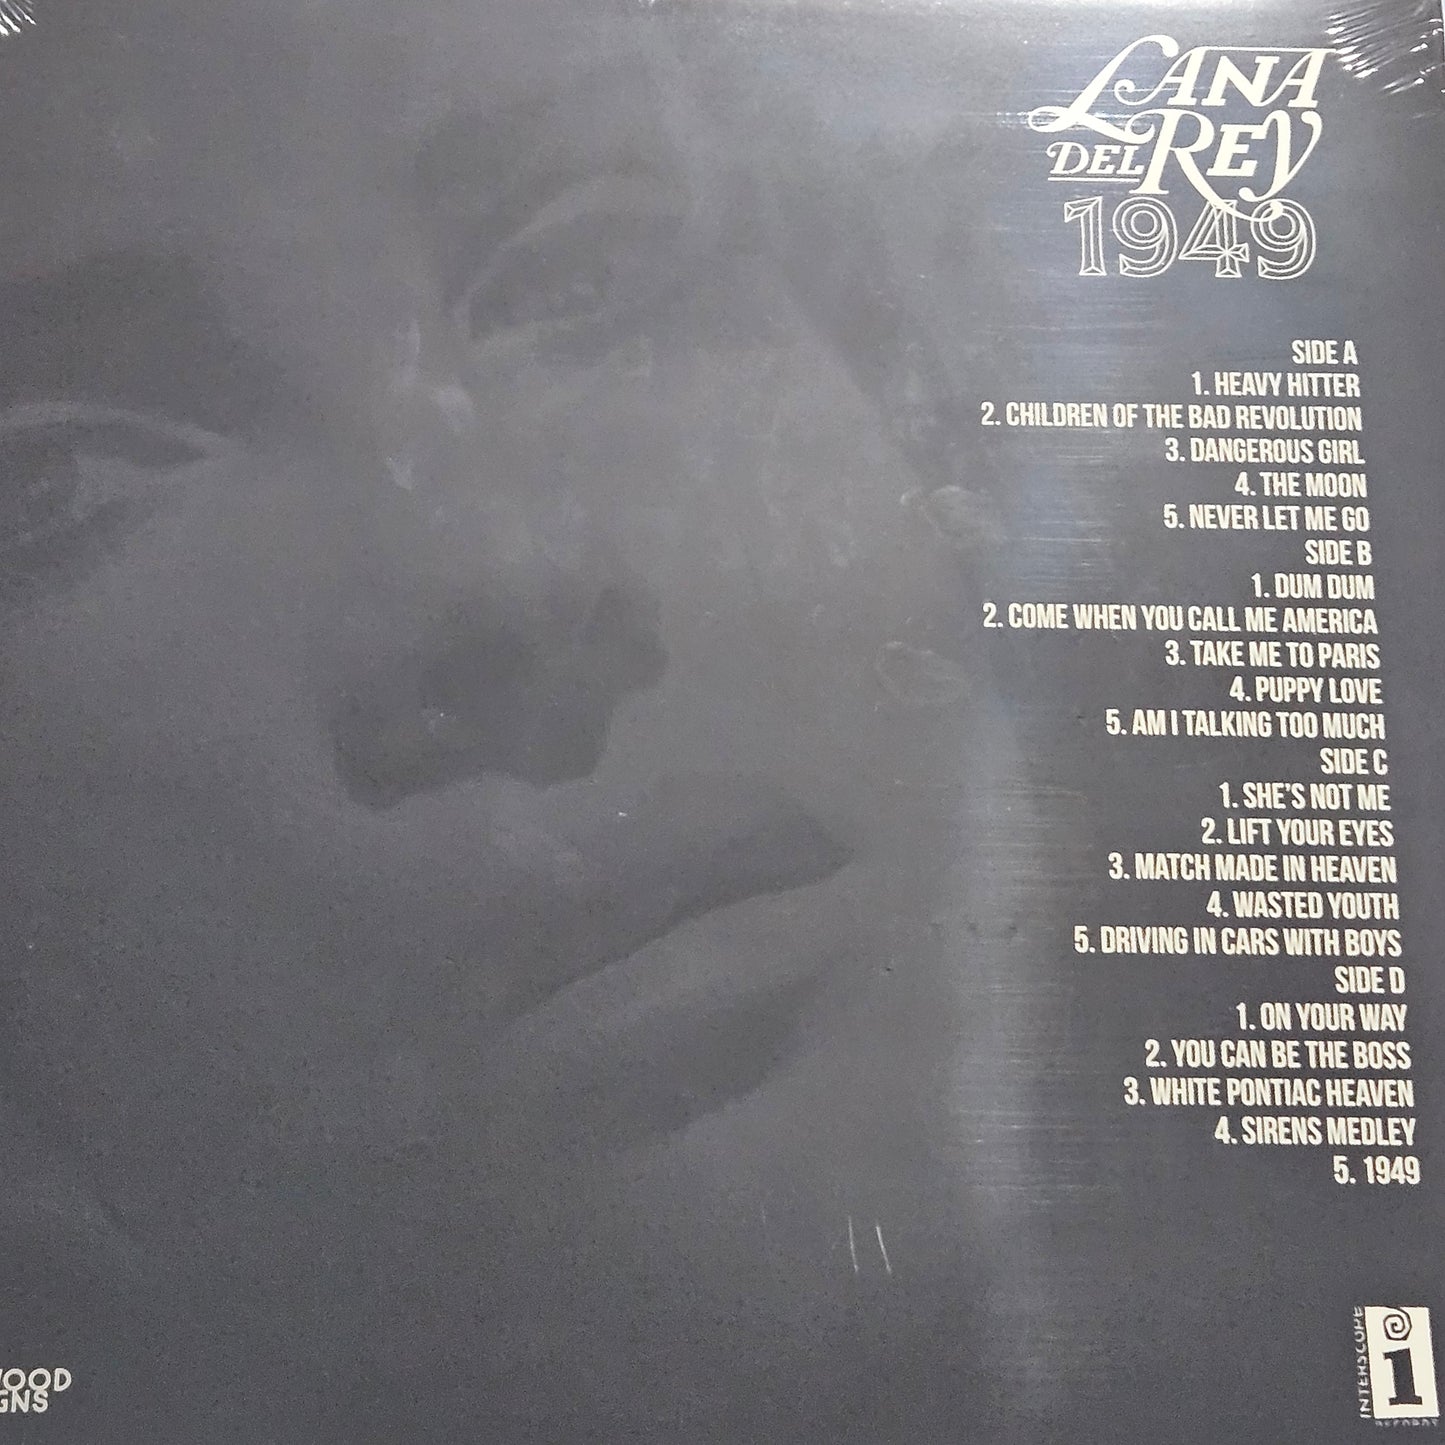 LANA
DEL REY
1949
SIDE A
1. HEAVY HITTER
2. CHILDREN OF THE BAD REVOLUTION
3. DANGEROUS GIRL
4. THE MOON
5. NEVER LET ME GO
SIDE B
1. DUM DUM
2. COME WHEN YOU CALL ME AMERICA
3. TAKE ME TO PARIS
4. PUPPY LOVE
5. AM I TALKING TOO MUCH
SIDE C
1. SHE'S NOT ME
2. LIFT YOUR EYES
3. MATCH MADE IN HEAVEN
4. WASTED YOUTH
5. DRIVING IN CARS WITH BOYS
SIDE D
1. ON YOUR WAY
2. YOU CAN BE THE BOSS
3. WHITE PONTIAC HEAVEN
4. SIRENS MEDLEY
5. 1949
INTERSCOPE
i
RECORDS